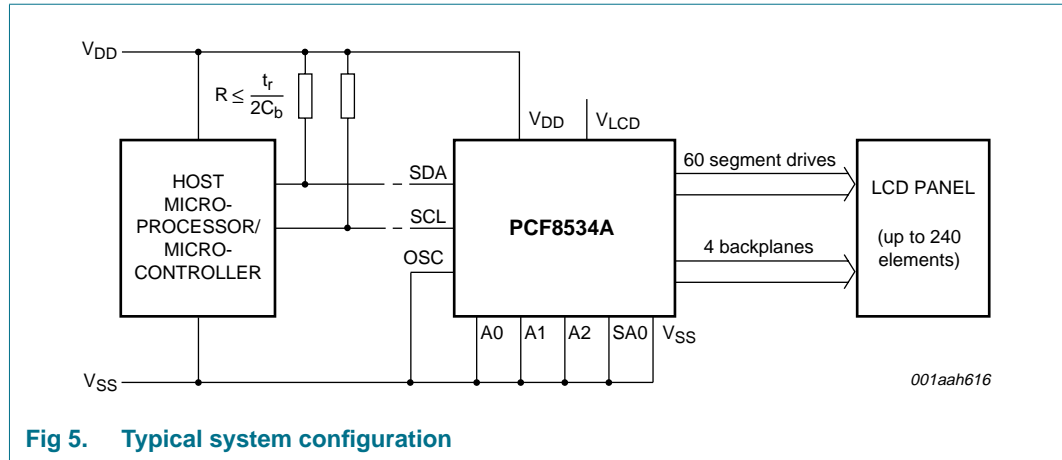 VDD
R ≤ tr
2Cb
VDD
VLCD
HOST
MICRO-
PROCESSOR/
MICRO-
CONTROLLER
SDA
SCL
OSC
PCF8534A
60 segment drives
4 backplanes
LCD PANEL
(up to 240
elements)
A0 A1 A2 SA0 VSS
VSS
001aah616
Fig 5. Typical system configuration